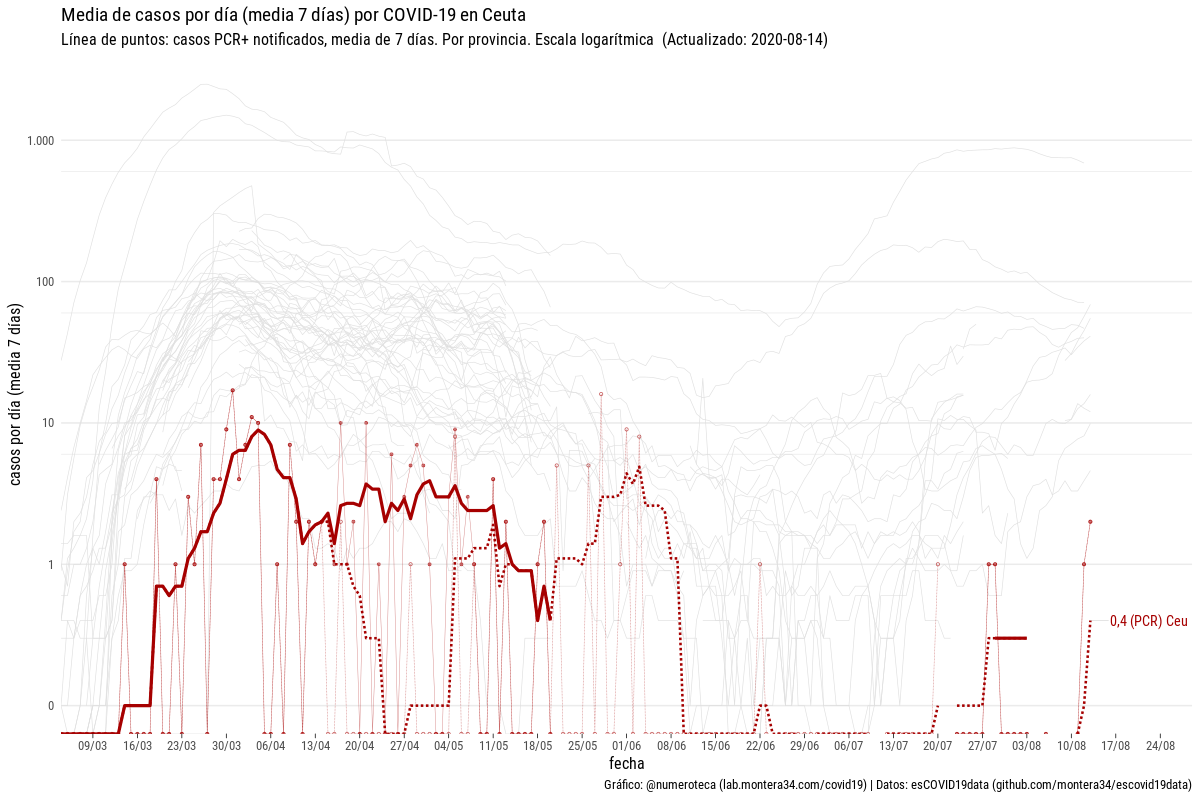 Media de casos por día (media 7 días) por COVID-19 en Ceuta
Línea de puntos: casos PCR+ notificados, media de 7 días. Por provincia. Escala logarítmica (Actualizado: 2020-08-14)
casos por día (media 7 días)
1.000
100
10
1
0
0,4 (PCR) Ceu
09/03 16/03 23/03 30/03 06/04 13/04 20/04 27/04 04/05 11/05 18/05 25/05 01/06 08/06 15/06 22/06 29/06 06/07 13/07 20/07 27/07 03/08 10/08 17/08 24/08
fecha
Gráfico: @numeroteca (lab.montera34.com/covid19) | Datos: esCOVID19data (github.com/montera34/escovid19data)